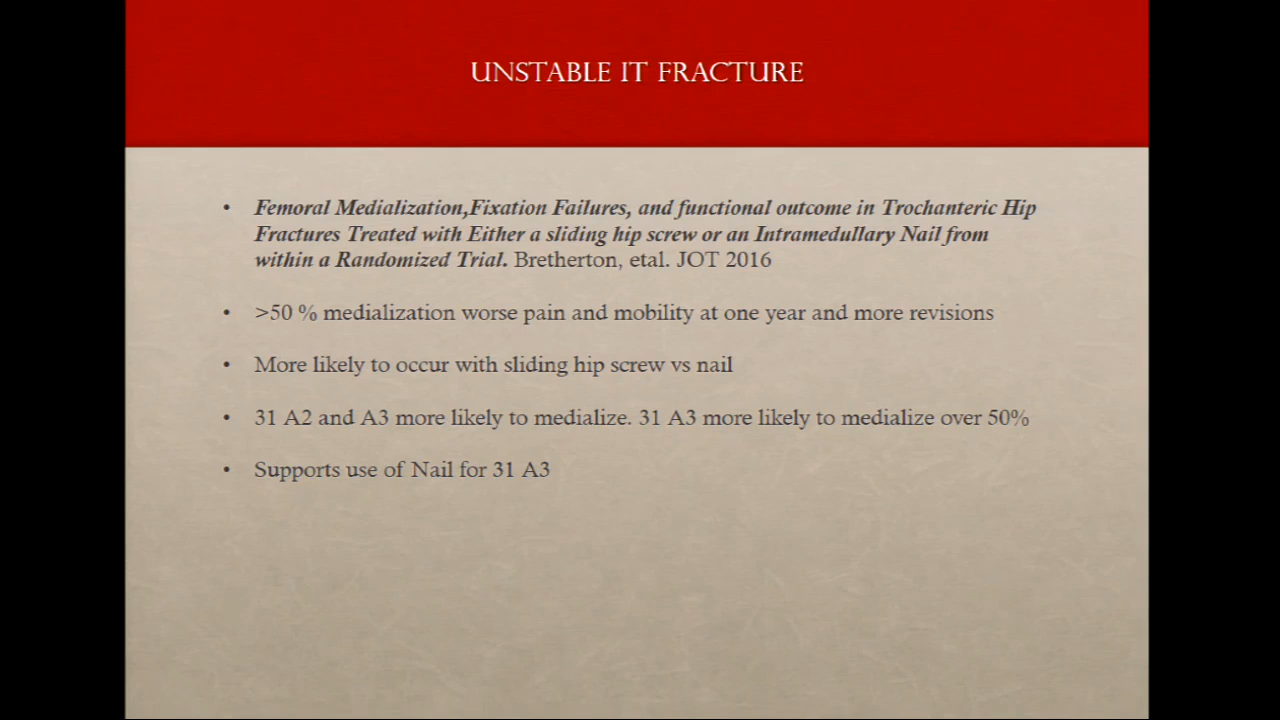 UNSTABLE IT FRACTURE
• Femoral Medialization,Fixation Failures, and functional outcome in Trochanteric Hip
Fractures Treated with Either a sliding hip screw or an Intramedullary Nail from
within a Randomized Trial. Bretherton, etal. JOT 2016
• >50 % medialization worse pain and mobility at one year and more revisions
• More likely to occur with sliding hip screw vs nail
• 31 A2 and A3 more likely to medialize. 31 A3 more likely to medialize over 50%
• Supports use of Nail for 31 A3